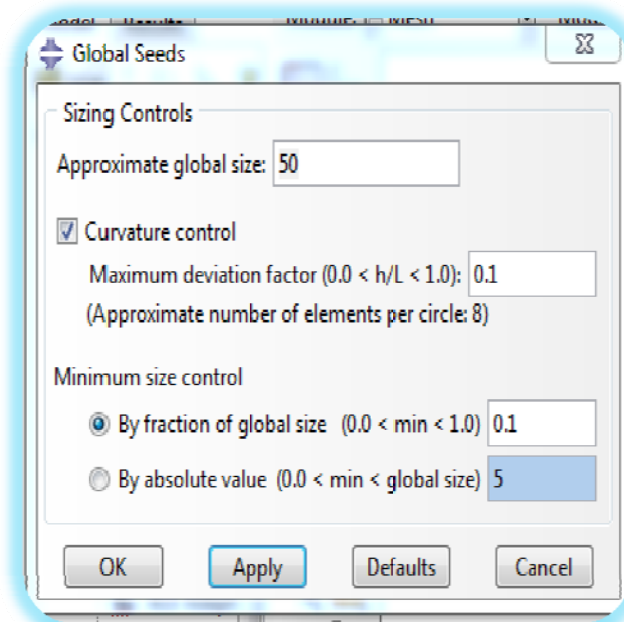 Global Seeds
Sizing Controls
Approximate global size: 50
Curvature control
Maximum deviation factor (0.0 < h/L < 1.0): 0.1
(Approximate number of elements per circle: 8)
Minimum size control
By fraction of global size (0.0 < min < 1.0) 0.1
By absolute value (0.0 < min < global size) 5
OK Apply Defaults Cancel